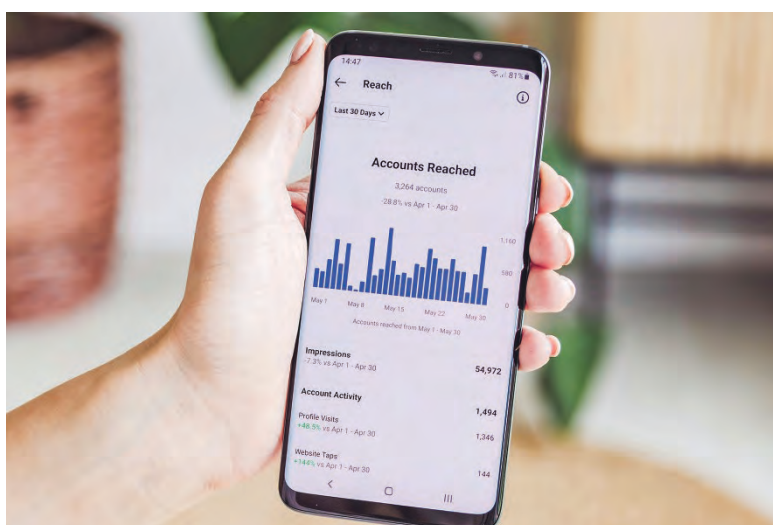 14:47
81%
Reach
Last 30 Days
Accounts Reached
3,264 accounts
-28.8% vs Apr 1 - Apr 30
1,160
580
0
May 1 May 8 May 15 May 22 May 30
Accounts reached from May 1 - May 30
Impressions
-7.3% vs Apr 1 - Apr 30
54,972
Account Activity
1,494
Profile Visits
+48.5% vs Apr 1 - Apr 30
1,346
Website Taps
+144% vs Apr 1 - Apr 30
144